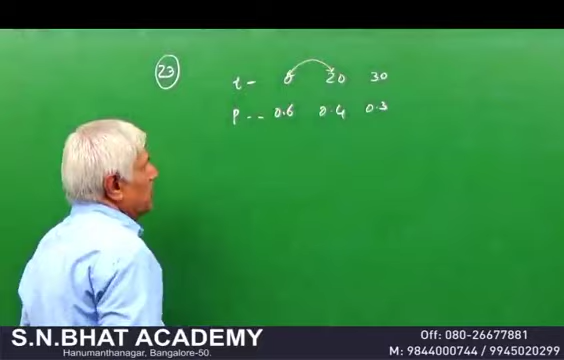 23
t - 0 20 30
P - - 0.6 0.4 0.3
S.N.BHAT ACADEMY
Hanumanthanagar, Bangalore-50.
Off: 080-26677881
M: 9844000744 / 9945020299